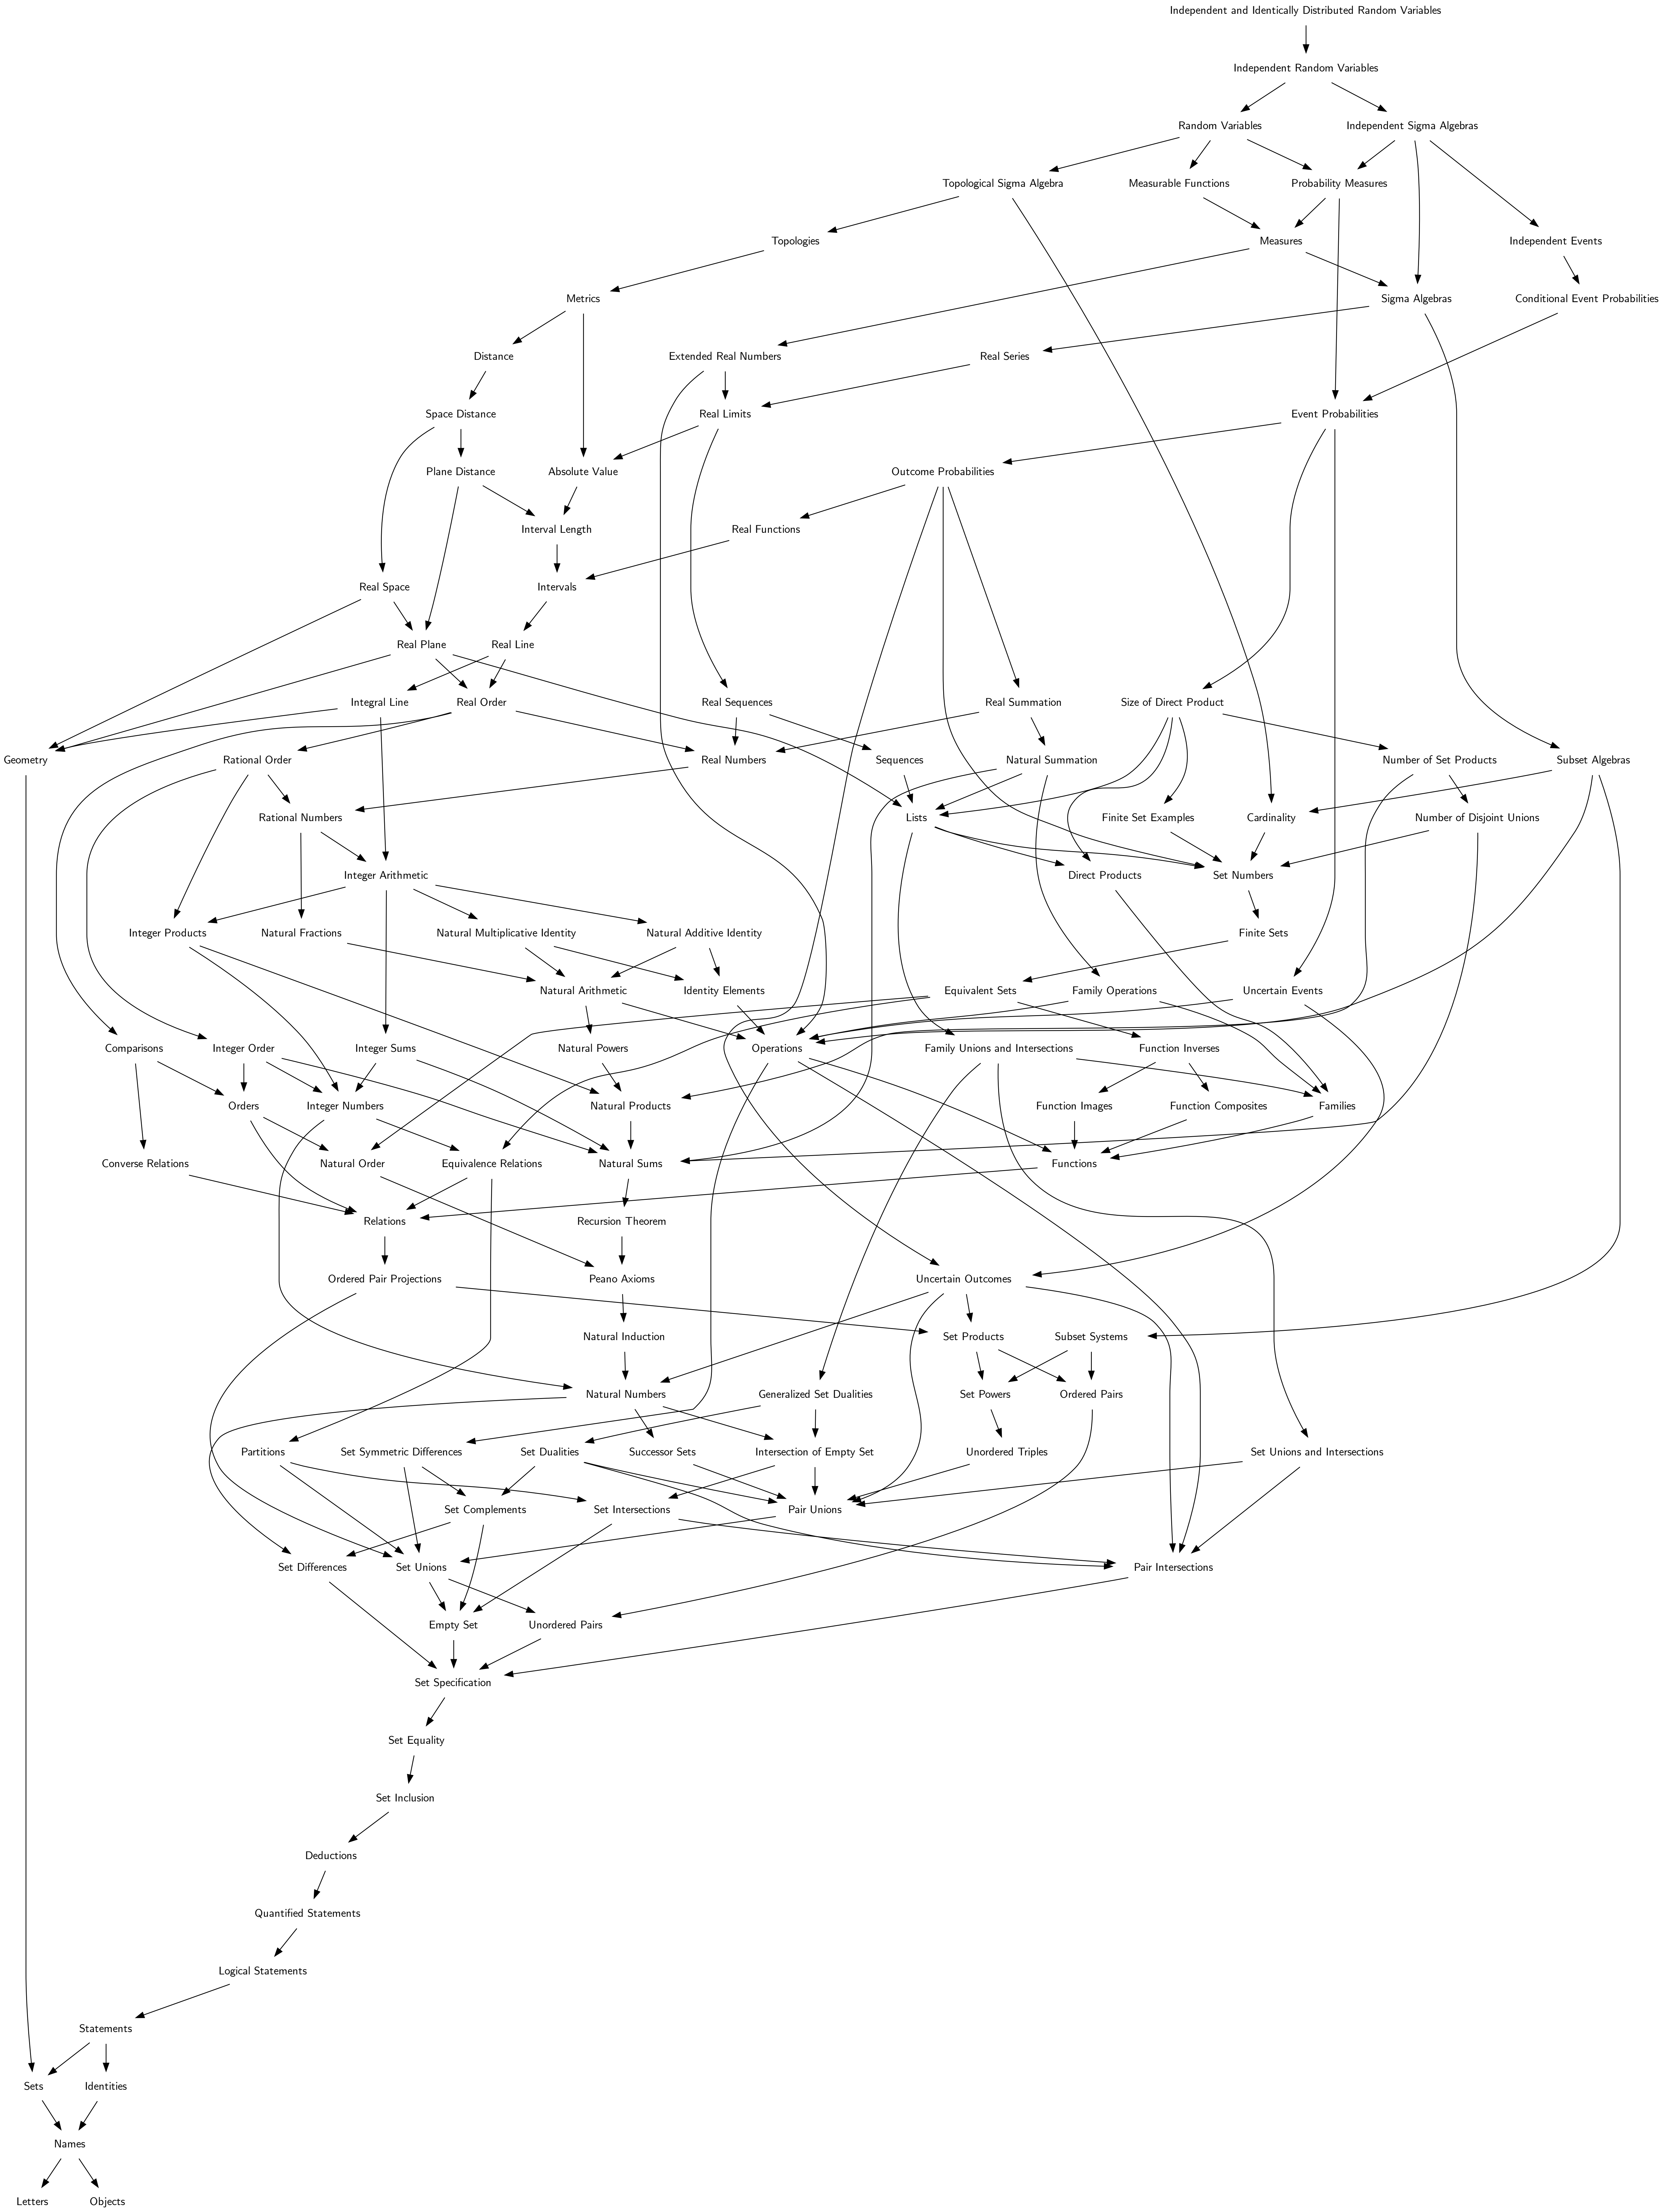 Independent and Identically Distributed Random Variables
Independent Random Variables
Random Variables
Independent Sigma Algebras
Topological Sigma Algebra
Measurable Functions
Probability Measures
Topologies
Measures
Independent Events
Metrics
Sigma Algebras
Conditional Event Probabilities
Distance
Extended Real Numbers
Real Series
Space Distance
Real Limits
Event Probabilities
Plane Distance
Absolute Value
Outcome Probabilities
Interval Length
Real Functions
Real Space
Intervals
Real Plane
Real Line
Integral Line
Real Order
Real Sequences
Real Summation
Size of Direct Product
Geometry
Rational Order
Real Numbers
Sequences
Natural Summation
Number of Set Products
Subset Algebras
Rational Numbers
Lists
Finite Set Examples
Cardinality
Number of Disjoint Unions
Integer Arithmetic
Direct Products
Set Numbers
Integer Products
Natural Fractions
Natural Multiplicative Identity
Natural Additive Identity
Finite Sets
Natural Arithmetic
Identity Elements
Equivalent Sets
Family Operations
Uncertain Events
Comparisons
Integer Order
Integer Sums
Natural Powers
Operations
Family Unions and Intersections
Function Inverses
Orders
Integer Numbers
Natural Products
Function Images
Function Composites
Families
Converse Relations
Natural Order
Equivalence Relations
Natural Sums
Functions
Relations
Recursion Theorem
Ordered Pair Projections
Peano Axioms
Uncertain Outcomes
Natural Induction
Set Products
Subset Systems
Natural Numbers
Generalized Set Dualities
Set Powers
Ordered Pairs
Partitions
Set Symmetric Differences
Set Dualities
Successor Sets
Intersection of Empty Set
Unordered Triples
Set Unions and Intersections
Set Complements
Set Intersections
Pair Unions
Set Differences
Set Unions
Pair Intersections
Empty Set
Unordered Pairs
Set Specification
Set Equality
Set Inclusion
Deductions
Quantified Statements
Logical Statements
Statements
Sets
Identities
Names
Letters
Objects